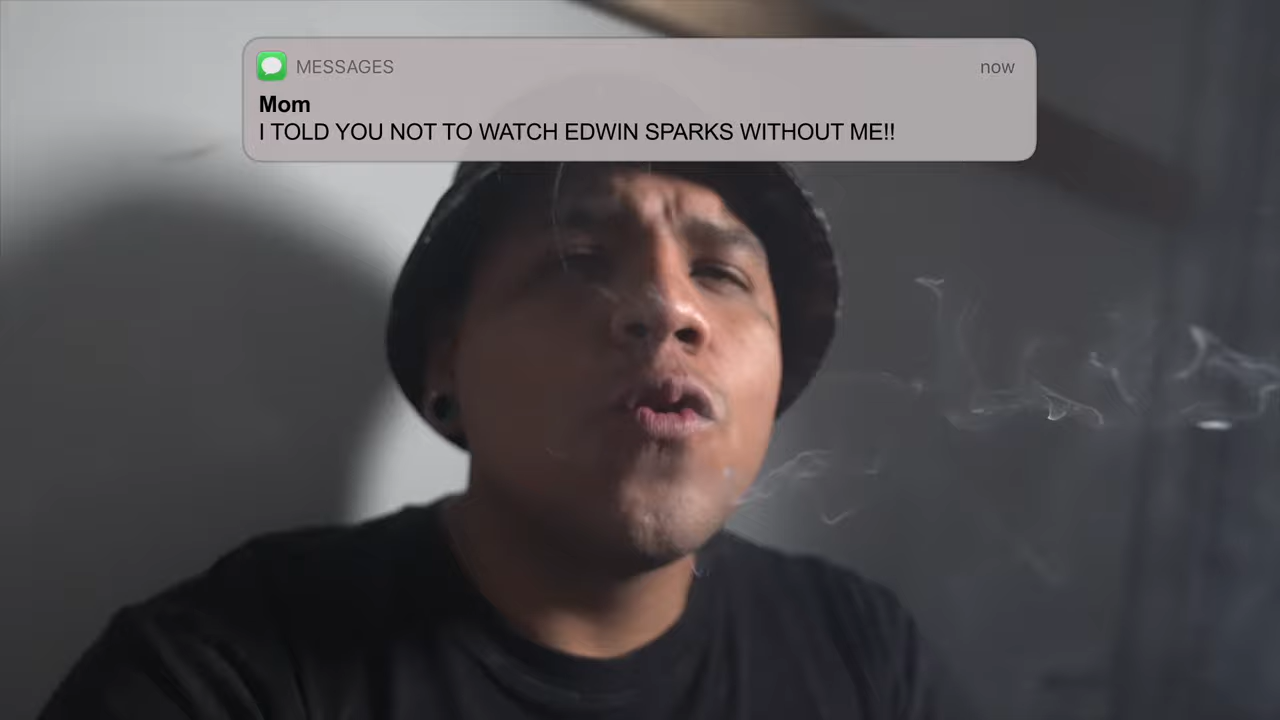 MESSAGES now
Mom
I TOLD YOU NOT TO WATCH EDWIN SPARKS WITHOUT ME!!